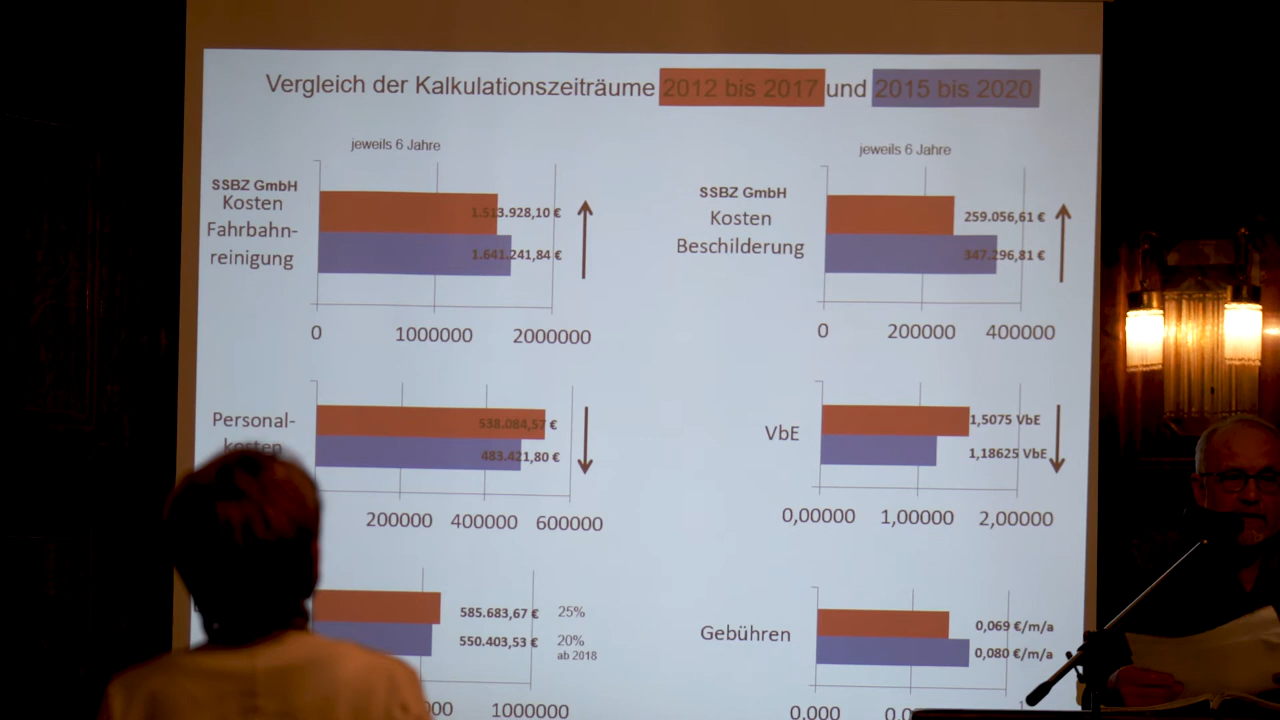 Vergleich der Kalkulationszeiträume 2012 bis 2017 und 2015 bis 2020
jeweils 6 Jahre
SSBZ GmbH
Kosten
Fahrbahn-
reinigung
1.513.928,10 €
1.641.241,84 €
0 1000000 2000000
jeweils 6 Jahre
SSBZ GmbH
Kosten
Beschilderung
259.056,61 €
347.296,81 €
0 200000 400000
Personal-
kosten
538.084,57 €
483.421,80 €
200000 400000 600000
VbE
1,5075 VbE
1,18625 VbE
0,00000 1,00000 2,00000
585.683,67 € 25%
550.403,53 € 20%
ab 2018
1000000
Gebühren
0,069 €/m/a
0,080 €/m/a
0,000